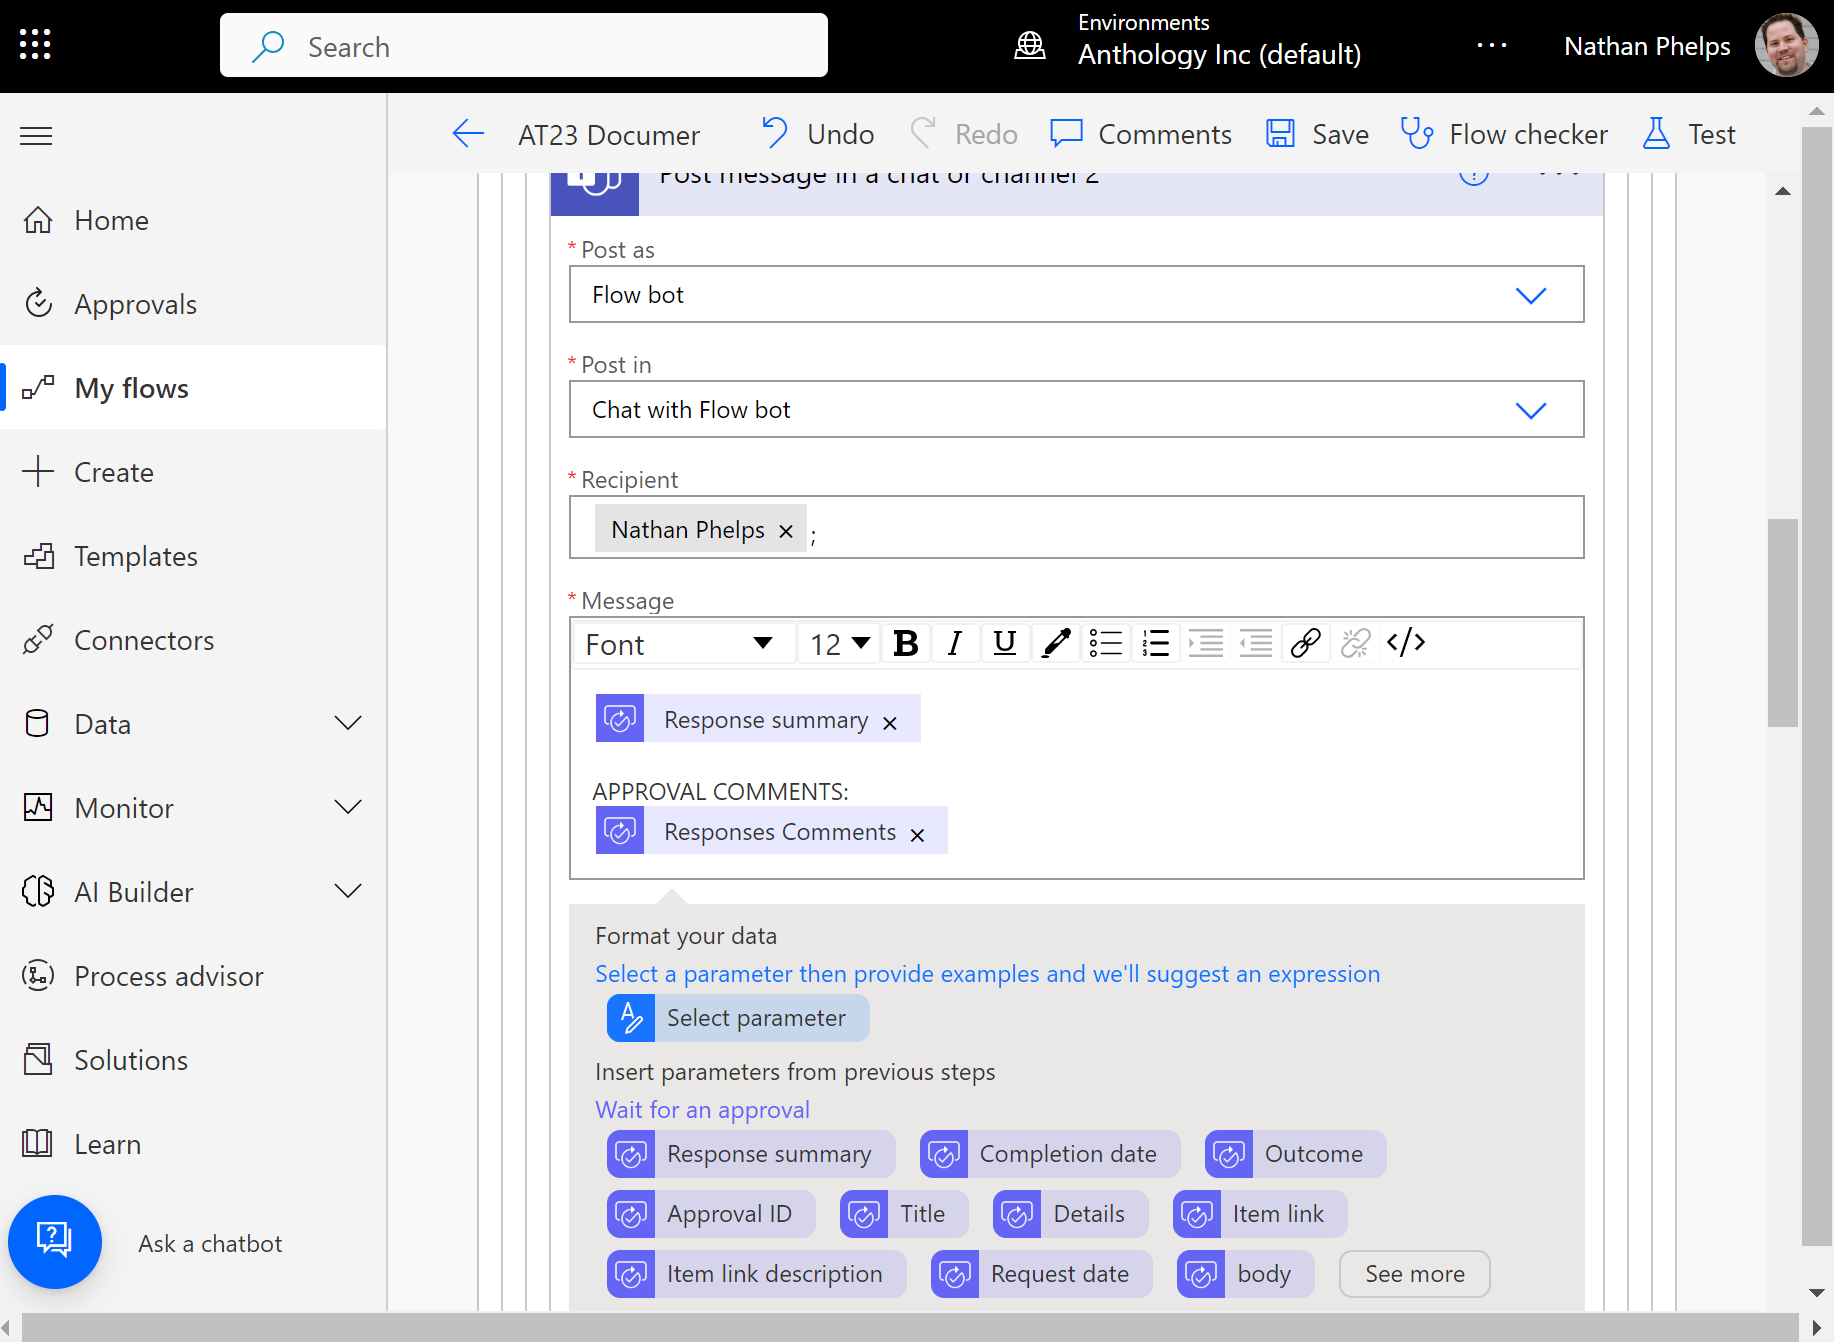 Search
Environments
Anthology Inc (default)
Nathan Phelps
AT23 Documer
Undo
Redo
Comments
Save
Flow checker
Test
Home
Approvals
My flows
Create
Templates
Connectors
Data
Monitor
AI Builder
Process advisor
Solutions
Learn
Ask a chatbot
Post message in a chat or channel 2
* Post as
Flow bot
* Post in
Chat with Flow bot
* Recipient
Nathan Phelps × ;
* Message
Font 12 B I U </>
Response summary ×
APPROVAL COMMENTS:
Responses Comments ×
Format your data
Select a parameter then provide examples and we'll suggest an expression
Select parameter
Insert parameters from previous steps
Wait for an approval
Response summary Completion date Outcome
Approval ID Title Details Item link
Item link description Request date body See more